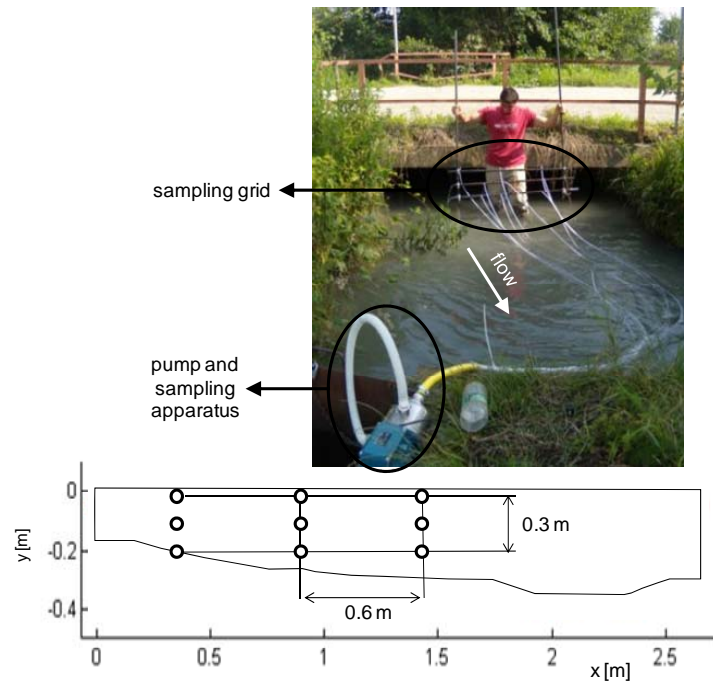 sampling grid
flow
pump and
sampling
apparatus
0
-0.2
-0.4
y [m]
0.3 m
0.6 m
0
0.5
1
1.5
2
2.5
x [m]